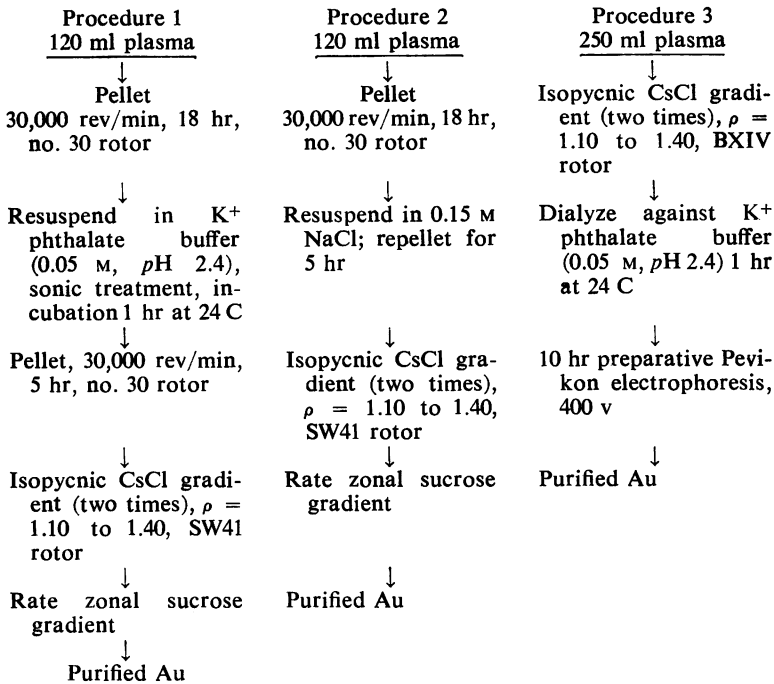 Procedure 1
120 ml plasma
↓
Pellet
30,000 rev/min, 18 hr,
no. 30 rotor
↓
Resuspend in K+
phthalate buffer
(0.05 M, pH 2.4),
sonic treatment, in-
cubation 1 hr at 24 C
↓
Pellet, 30,000 rev/min,
5 hr, no. 30 rotor
↓
Isopycnic CsCl gradi-
ent (two times), ρ =
1.10 to 1.40, SW41
rotor
↓
Rate zonal sucrose
gradient
↓
Purified Au
Procedure 2
120 ml plasma
↓
Pellet
30,000 rev/min, 18 hr,
no. 30 rotor
↓
Resuspend in 0.15 M
NaCl; repellet for
5 hr
↓
Isopycnic CsCl gra-
dient (two times),
ρ = 1.10 to 1.40,
SW41 rotor
↓
Rate zonal sucrose
gradient
↓
Purified Au
Procedure 3
250 ml plasma
↓
Isopycnic CsCl gradi-
ent (two times), ρ =
1.10 to 1.40, BXIV
rotor
↓
Dialyze against K+
phthalate buffer
(0.05 M, pH 2.4) 1 hr
at 24 C
↓
10 hr preparative Pevi-
kon electrophoresis,
400 v
↓
Purified Au